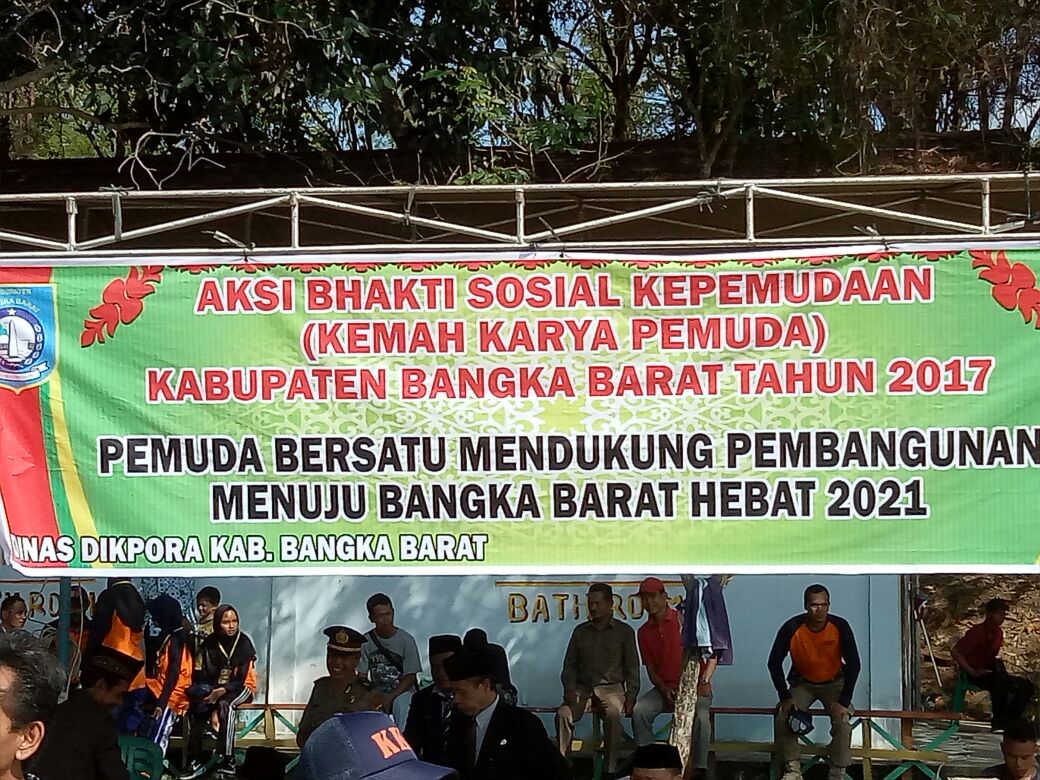 AKSI BHAKTI SOSIAL KEPEMUDAAN
(KEMAH KARYA PEMUDA)
KABUPATEN BANGKA BARAT TAHUN 2017
PEMUDA BERSATU MENDUKUNG PEMBANGUNAN
MENUJU BANGKA BARAT HEBAT 2021
DINAS DIKPORA KAB. BANGKA BARAT